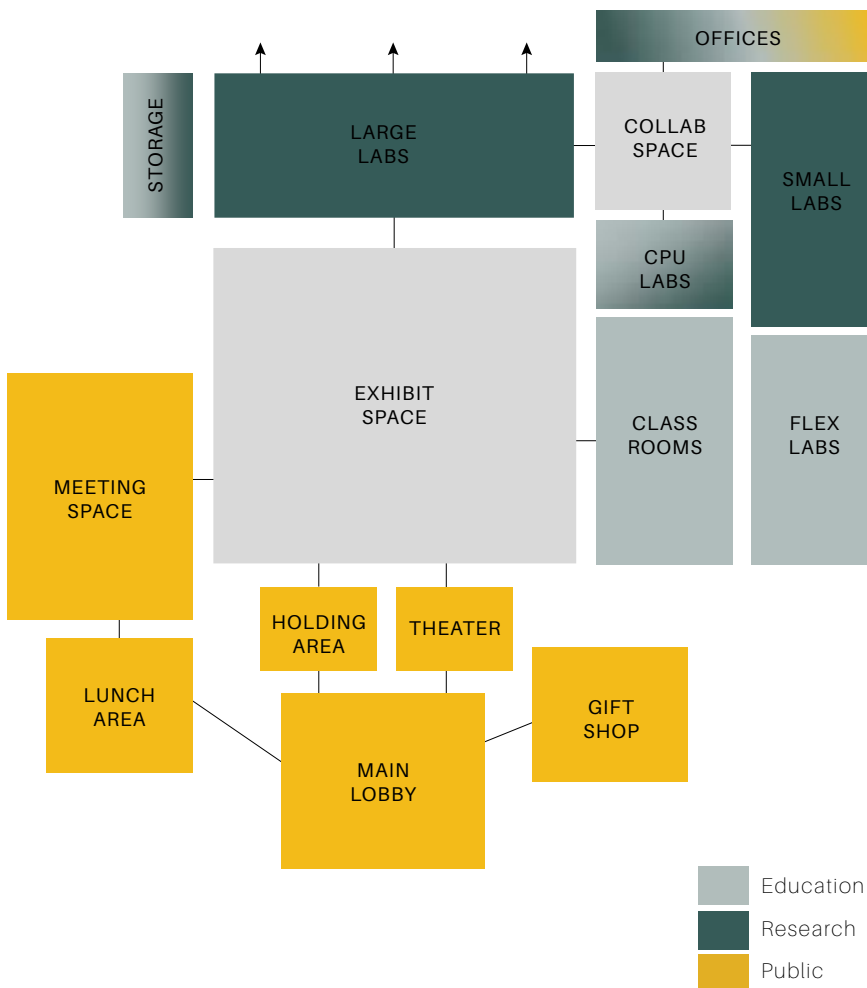 OFFICES
STORAGE
LARGE
LABS
COLLAB
SPACE
SMALL
LABS
CPU
LABS
EXHIBIT
SPACE
CLASS
ROOMS
FLEX
LABS
MEETING
SPACE
HOLDING
AREA
THEATER
LUNCH
AREA
GIFT
SHOP
MAIN
LOBBY
Education
Research
Public